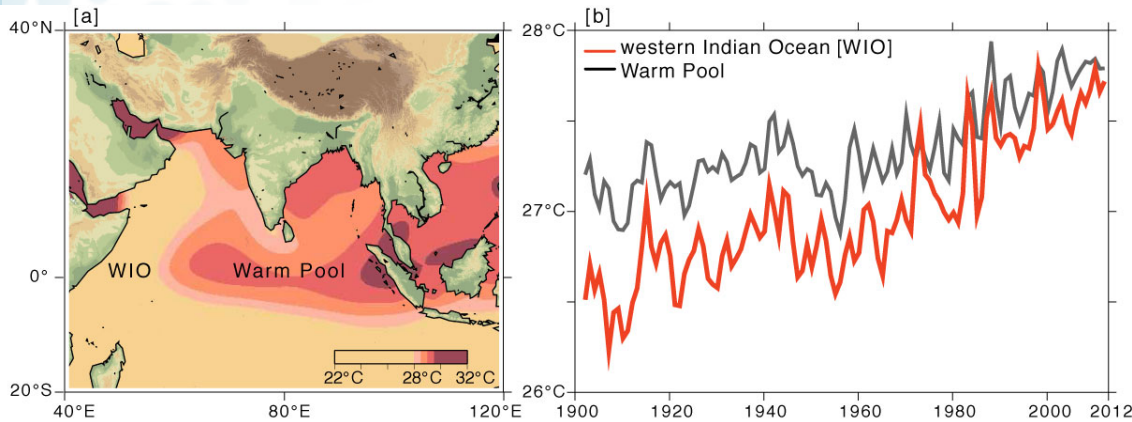 [a]
40°N
0°
20°S
40°E
80°E
120°E
WIO
Warm Pool
22°C
28°C
32°C
[b]
28°C
27°C
26°C
western Indian Ocean [WIO]
Warm Pool
1900
1920
1940
1960
1980
2000
2012